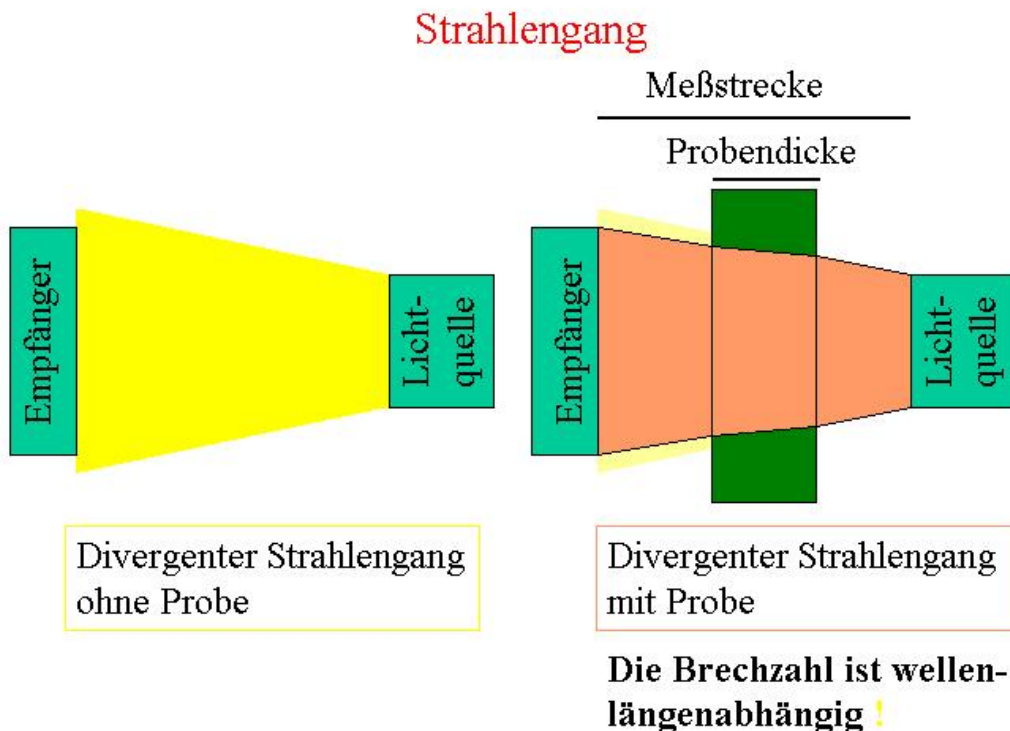 Strahlengang
Meßstrecke
Probendicke
Empfänger
Licht-
quelle
Empfänger
Licht-
quelle
Divergenter Strahlengang
ohne Probe
Divergenter Strahlengang
mit Probe
Die Brechzahl ist wellen-
längenabhängig !